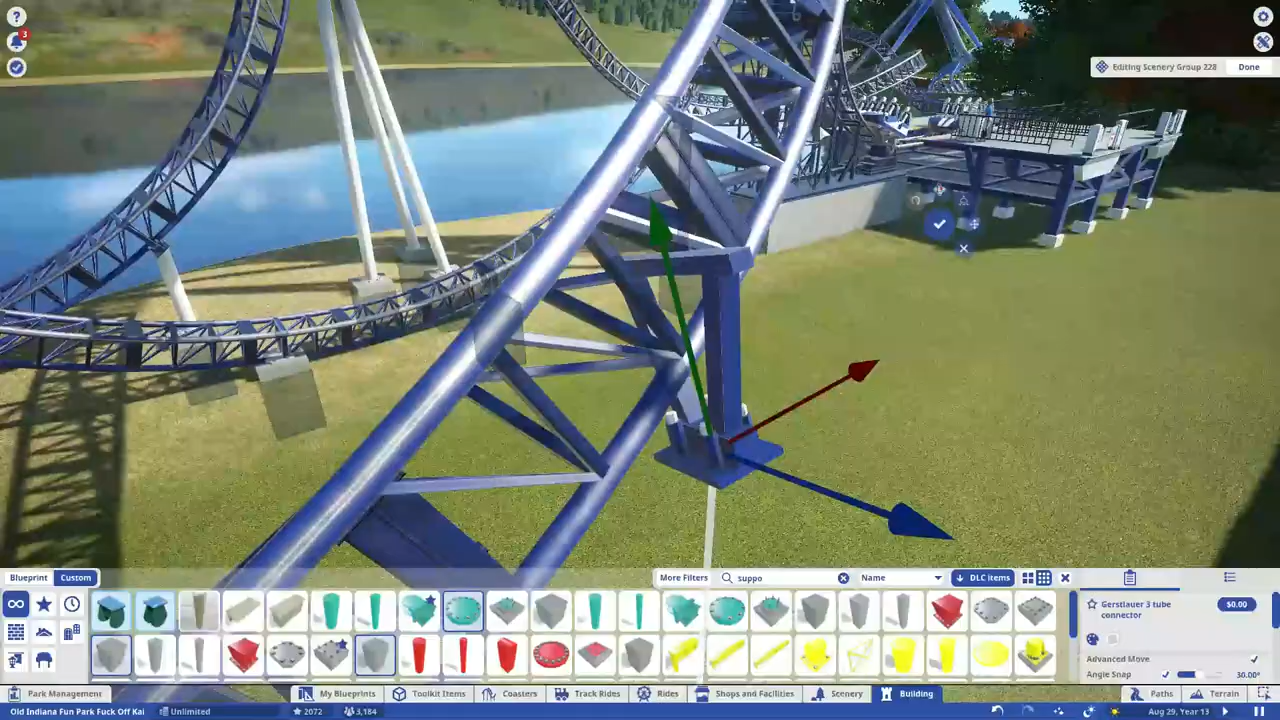 ?
3
Editing Scenery Group 228 Done
Blueprint Custom More Filters suppo Name DLC items
Gerstlauer 3 tube connector $0.00
Advanced Move
Angle Snap 30.00°
Park Management My Blueprints Toolkit Items Coasters Track Rides Rides Shops and Facilities Scenery Building Paths Terrain
Old Indiana Fun Park Fuck Off Kai Unlimited 2072 3,184 Aug 29, Year 13